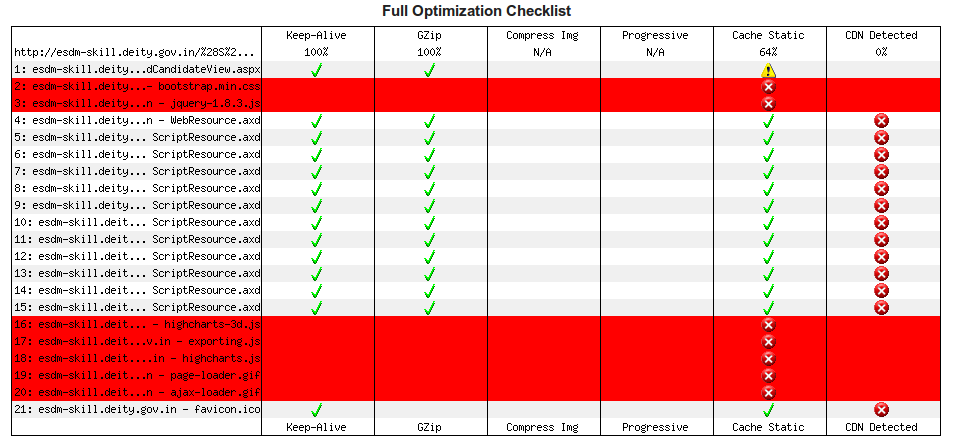 Full Optimization Checklist
Keep-Alive GZip Compress Img Progressive Cache Static CDN Detected
http://esdm-skill.deity.gov.in/%28S%2... 100% 100% N/A N/A 64% 0%
1: esdm-skill.deity...dCandidateView.aspx
2: esdm-skill.deity...- bootstrap.min.css
3: esdm-skill.deity...n - jquery-1.8.3.js
4: esdm-skill.deity...n - WebResource.axd
5: esdm-skill.deity... ScriptResource.axd
6: esdm-skill.deity... ScriptResource.axd
7: esdm-skill.deity... ScriptResource.axd
8: esdm-skill.deity... ScriptResource.axd
9: esdm-skill.deity... ScriptResource.axd
10: esdm-skill.deit... ScriptResource.axd
11: esdm-skill.deit... ScriptResource.axd
12: esdm-skill.deit... ScriptResource.axd
13: esdm-skill.deit... ScriptResource.axd
14: esdm-skill.deit... ScriptResource.axd
15: esdm-skill.deit... ScriptResource.axd
16: esdm-skill.deit... - highcharts-3d.js
17: esdm-skill.deit...v.in - exporting.js
18: esdm-skill.deit....in - highcharts.js
19: esdm-skill.deit...n - page-loader.gif
20: esdm-skill.deit...n - ajax-loader.gif
21: esdm-skill.deity.gov.in - favicon.ico
Keep-Alive GZip Compress Img Progressive Cache Static CDN Detected